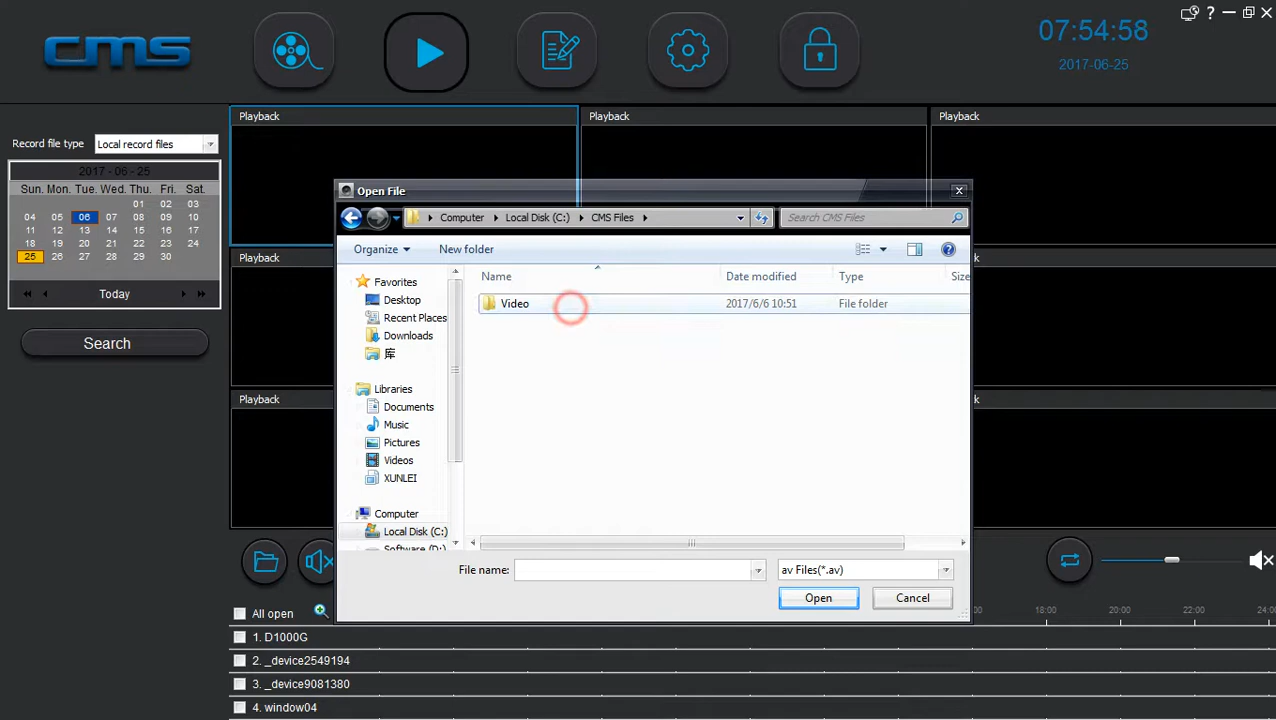 cms
?
07:54:58
2017-06-25
Record file type Local record files
2017 - 06 - 25
Sun. Mon. Tue. Wed. Thu. Fri. Sat.
01 02 03
04 05 06 07 08 09 10
11 12 13 14 15 16 17
18 19 20 21 22 23 24
25 26 27 28 29 30
Today
Search
Playback
Playback
Playback
Playback
Playback
Open File
Computer Local Disk (C:) CMS Files
Search CMS Files
Organize New folder
?
Favorites
Desktop
Recent Places
Downloads
库
Libraries
Documents
Music
Pictures
Videos
XUNLEI
Computer
Local Disk (C:)
Software (D:)
Name Date modified Type Size
Video 2017/6/6 10:51 File folder
File name: av Files(*.av)
Open Cancel
All open
18:00 20:00 22:00
1. D1000G
2. _device2549194
3. _device9081380
4. window04